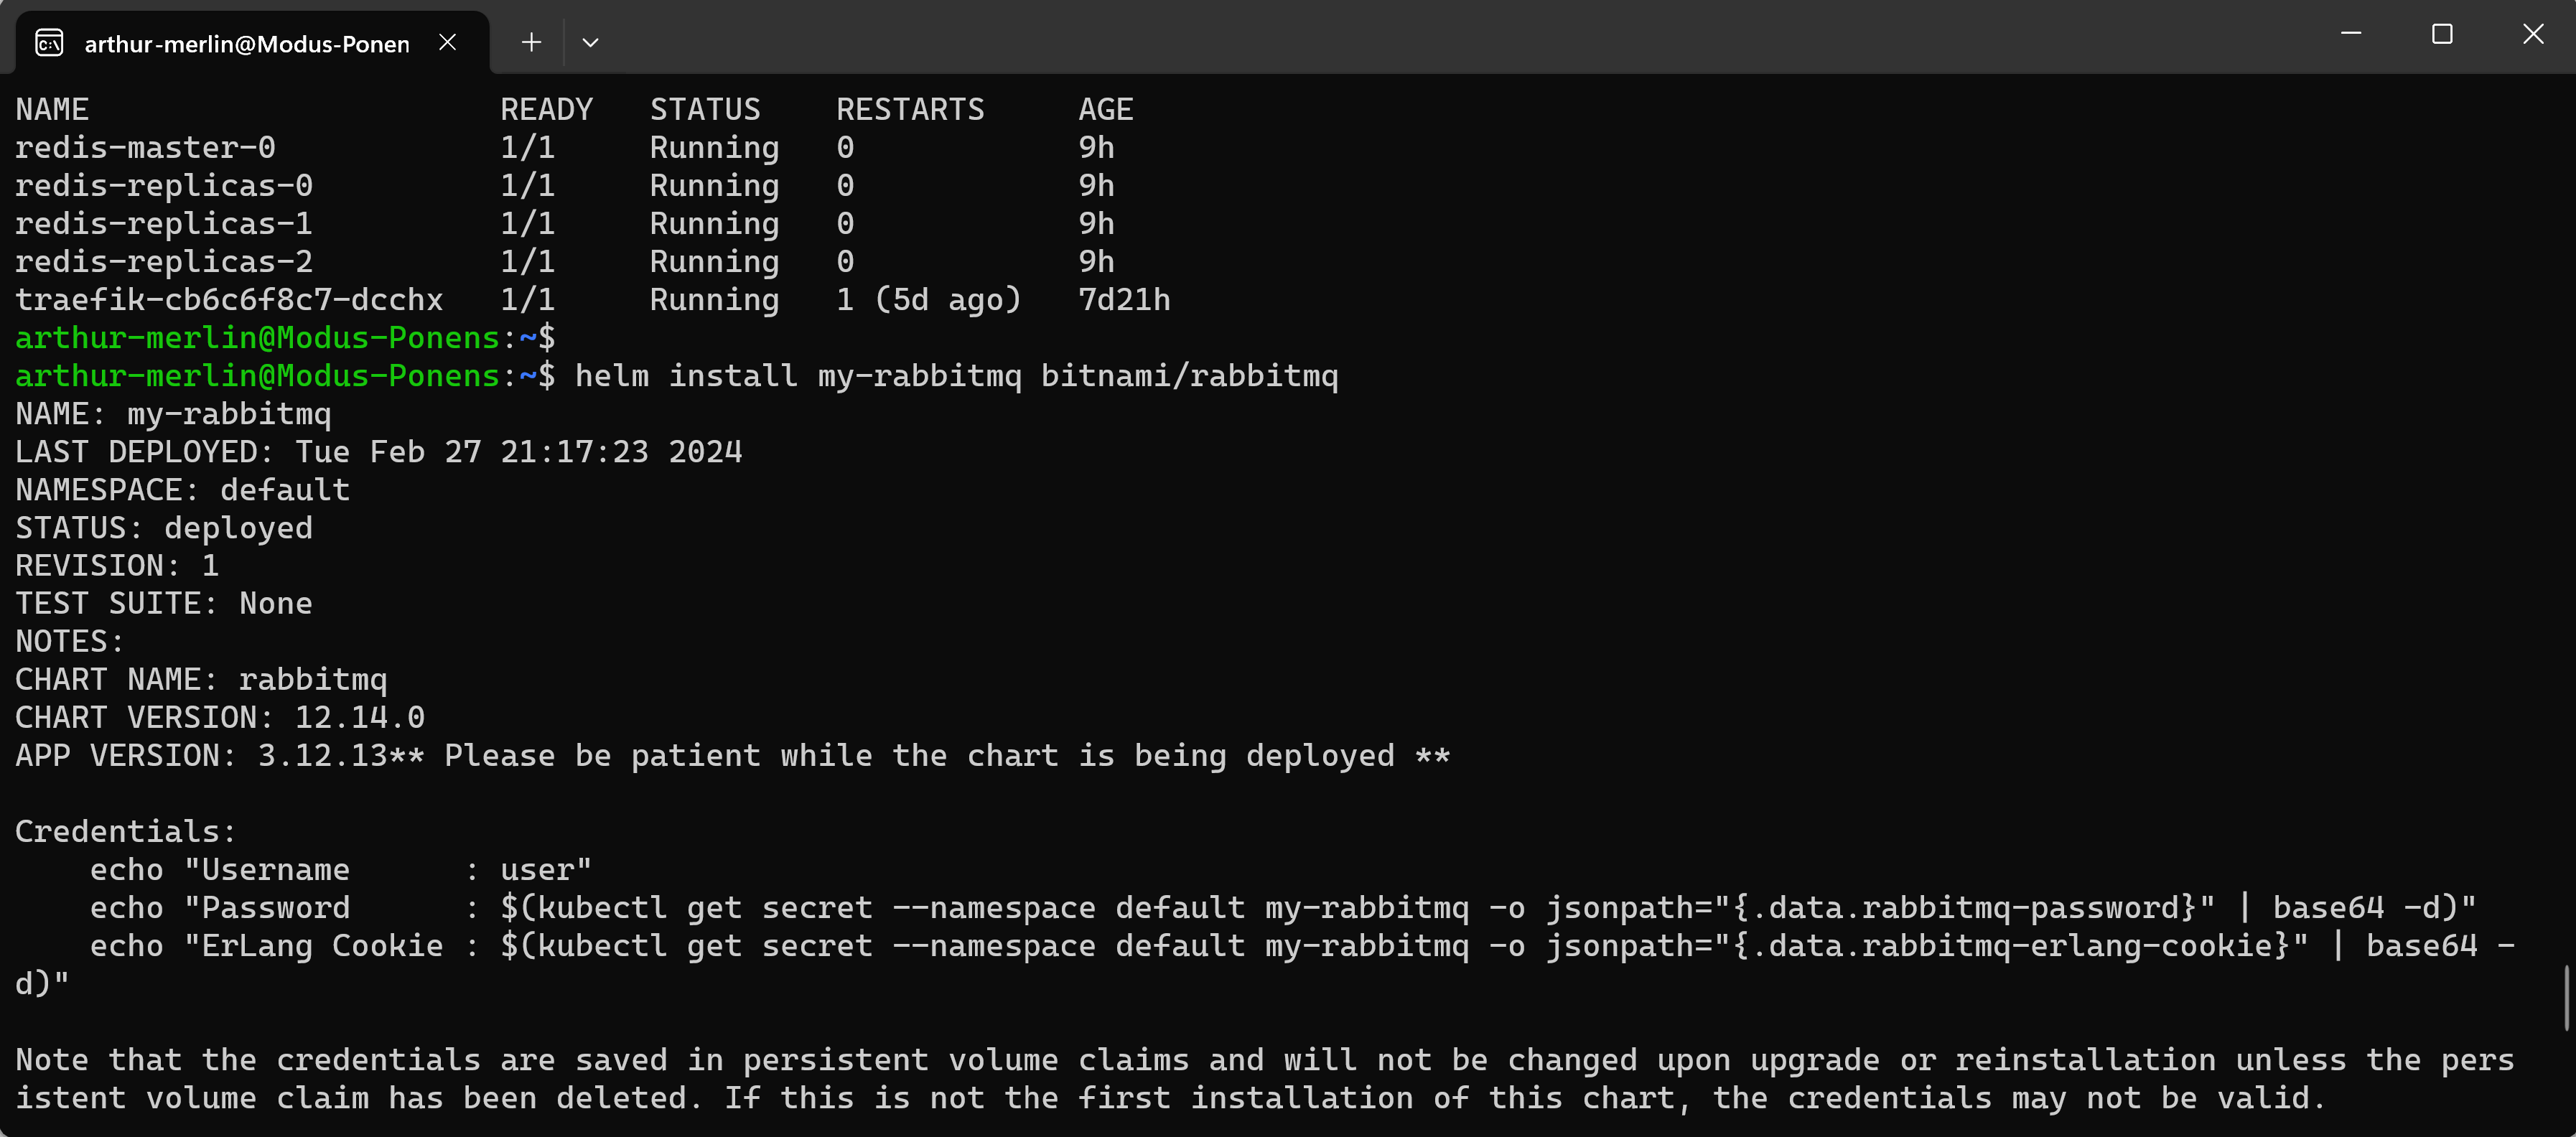 arthur-merlin@Modus-Ponen
NAME                      READY   STATUS    RESTARTS     AGE
redis-master-0            1/1     Running   0            9h
redis-replicas-0          1/1     Running   0            9h
redis-replicas-1          1/1     Running   0            9h
redis-replicas-2          1/1     Running   0            9h
traefik-cb6c6f8c7-dcchx   1/1     Running   1 (5d ago)   7d21h
arthur-merlin@Modus-Ponens:~$
arthur-merlin@Modus-Ponens:~$ helm install my-rabbitmq bitnami/rabbitmq
NAME: my-rabbitmq
LAST DEPLOYED: Tue Feb 27 21:17:23 2024
NAMESPACE: default
STATUS: deployed
REVISION: 1
TEST SUITE: None
NOTES:
CHART NAME: rabbitmq
CHART VERSION: 12.14.0
APP VERSION: 3.12.13** Please be patient while the chart is being deployed **
Credentials:
    echo "Username      : user"
    echo "Password      : $(kubectl get secret --namespace default my-rabbitmq -o jsonpath="{.data.rabbitmq-password}" | base64 -d)"
    echo "ErLang Cookie : $(kubectl get secret --namespace default my-rabbitmq -o jsonpath="{.data.rabbitmq-erlang-cookie}" | base64 -
d)"
Note that the credentials are saved in persistent volume claims and will not be changed upon upgrade or reinstallation unless the pers
istent volume claim has been deleted. If this is not the first installation of this chart, the credentials may not be valid.